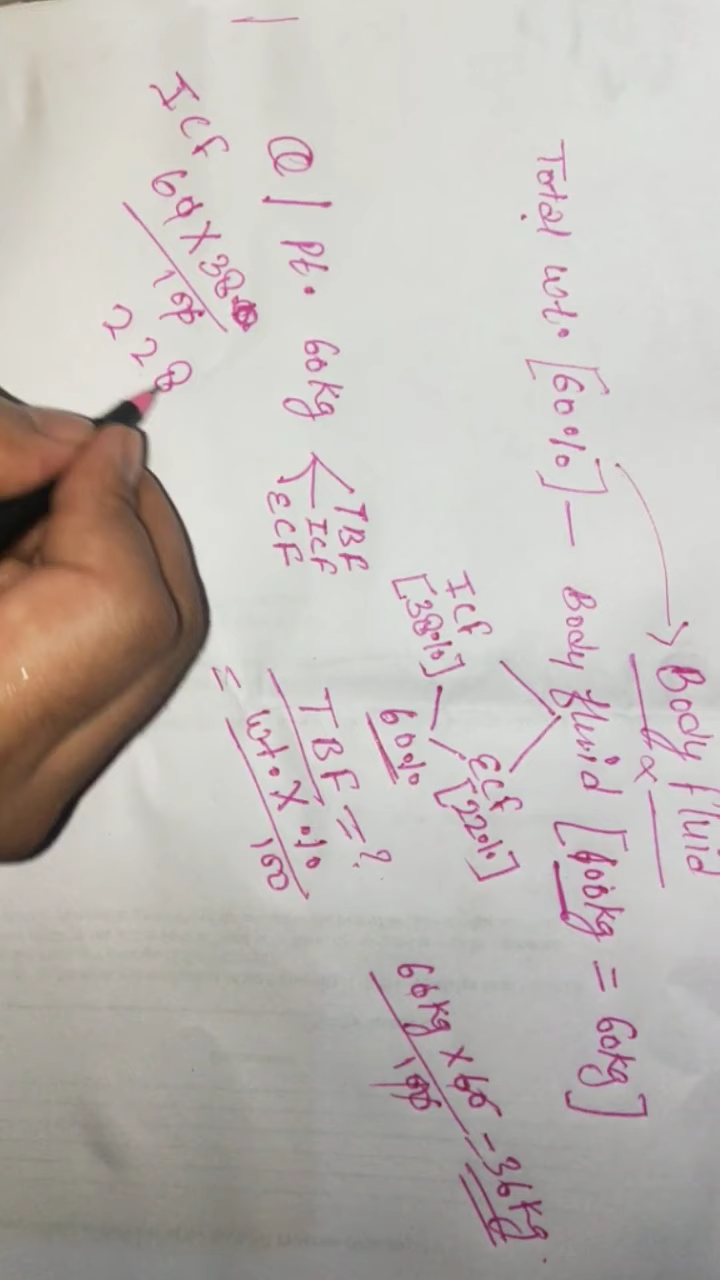 Body fluid
Total wt. [60%] — Body fluid [100kg = 60kg]
ICF
[38%]
ECF
[22%]
60%
Q/ Pt. 60kg
TBF
ICF
ECF
TBF = ?
= wt. x %
100
60kg x 60 = 36kg.
100
ICF
60 x 38
100
228